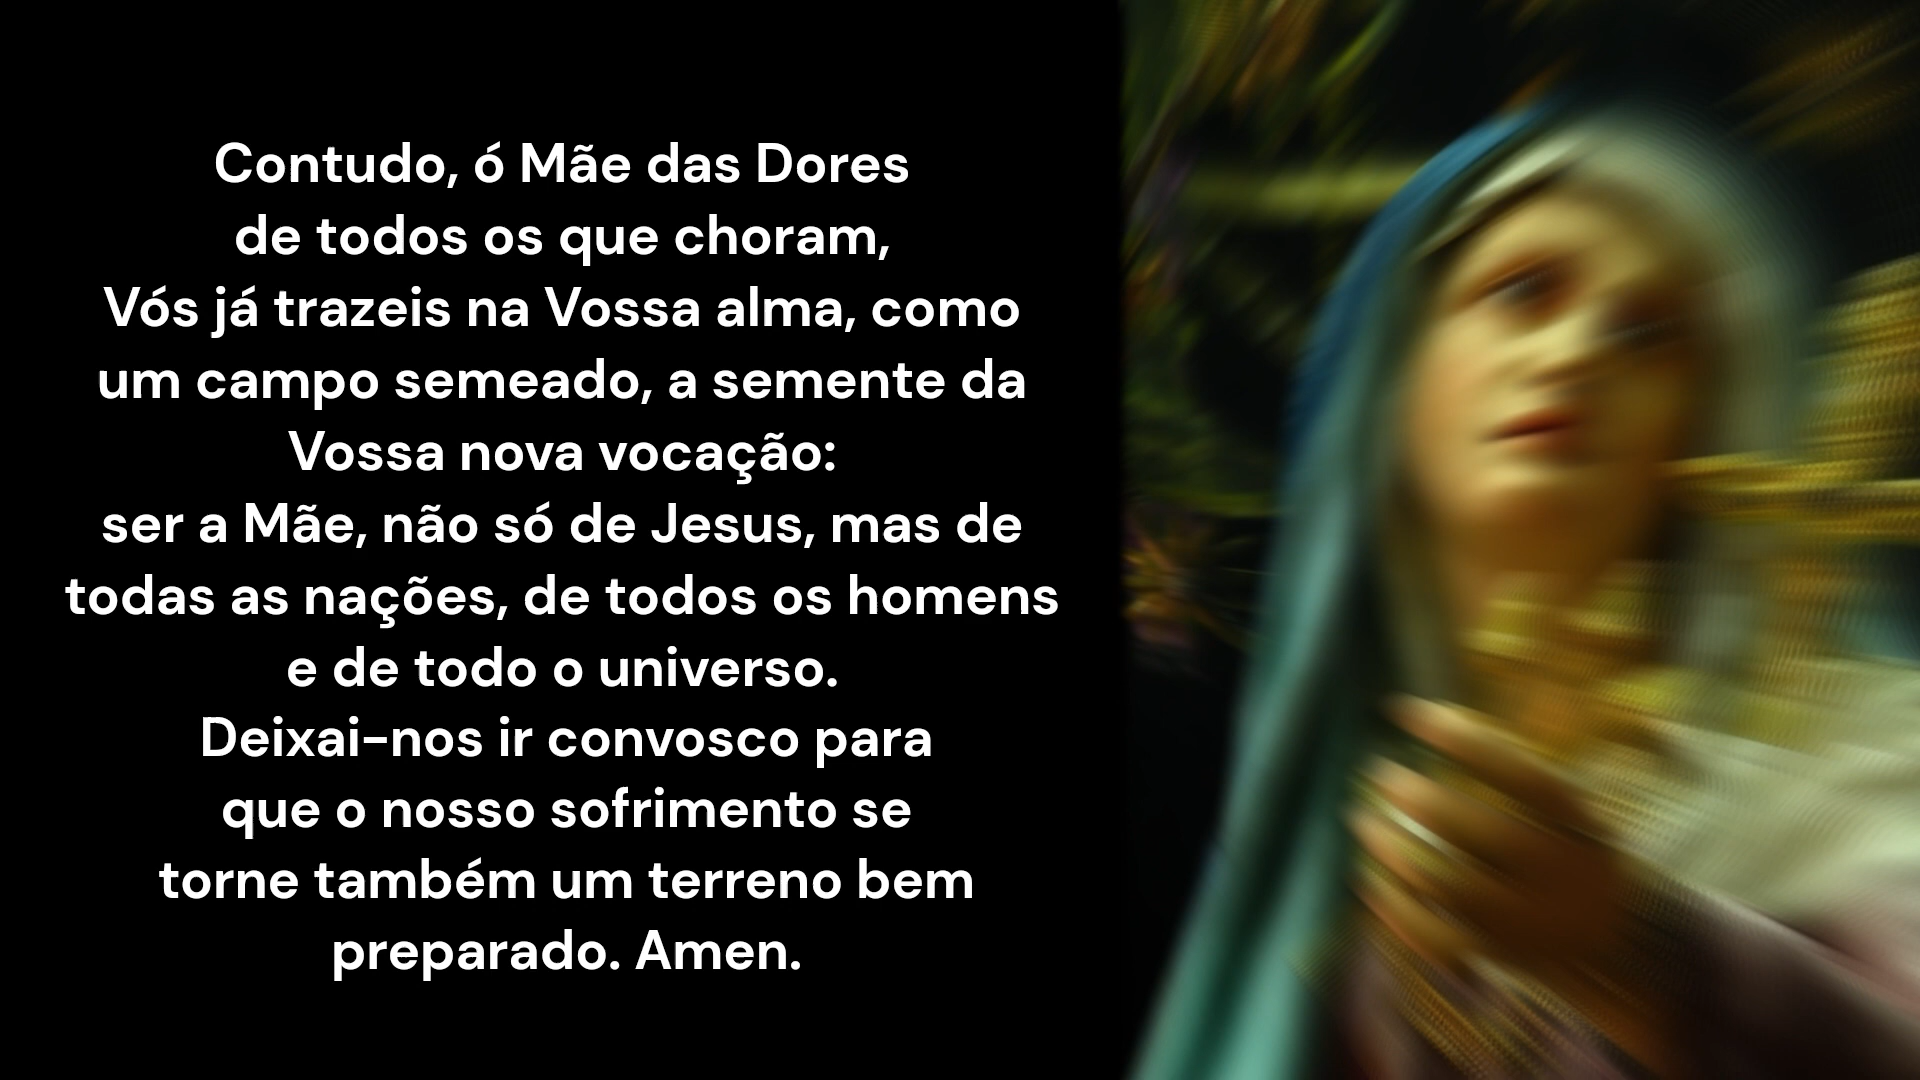 Contudo, ó Mãe das Dores
de todos os que choram,
Vós já trazeis na Vossa alma, como
um campo semeado, a semente da
Vossa nova vocação:
ser a Mãe, não só de Jesus, mas de
todas as nações, de todos os homens
e de todo o universo.
Deixai-nos ir convosco para
que o nosso sofrimento se
torne também um terreno bem
preparado. Amen.